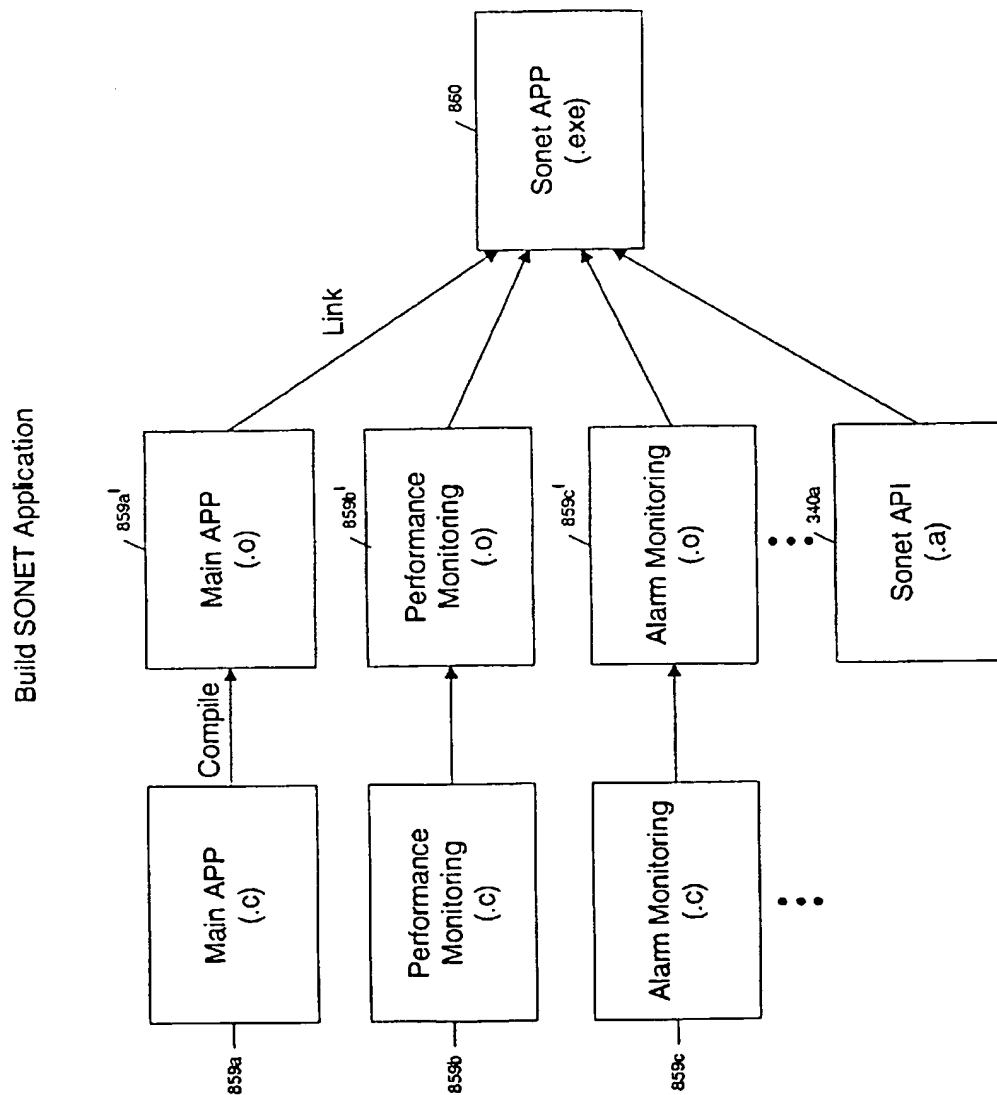 Build SONET Application
859a
Main APP
(.c)
Compile
859a'
Main APP
(.o)
Link
859b
Performance
Monitoring
(.c)
859b'
Performance
Monitoring
(.o)
859c
Alarm Monitoring
(.c)
859c'
Alarm Monitoring
(.o)
340a
Sonet API
(.a)
860
Sonet APP
(.exe)